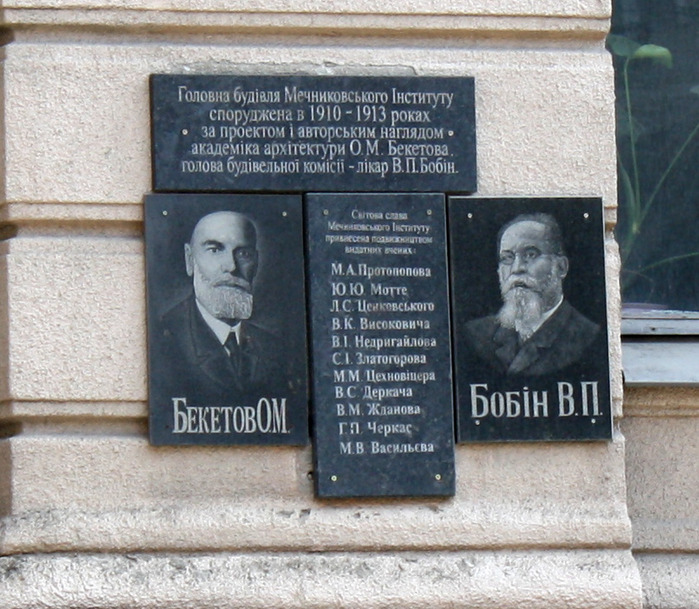 Головна будівля Мечниковського Інституту
споруджена в 1910 - 1913 роках
за проектом і авторським наглядом
академіка архітектури О.М. Бекетова,
голова будівельної комісії - лікар В.П.Бобін.
БЕКЕТОВ О.М.
Світова слава
Мечниковського Інституту
привнесена подвижництвом
видатних вчених
М.А.Протопопова
Ю.Ю. Мотте
Л.С. Ценковського
В.К. Високовича
В.І. Недригайлова
С.І. Златогорова
М.М. Цехновіцера
В.С. Деркача
В.М. Жданова
Г.П. Черкас
М.В. Васильєва
БОБІН В.П.